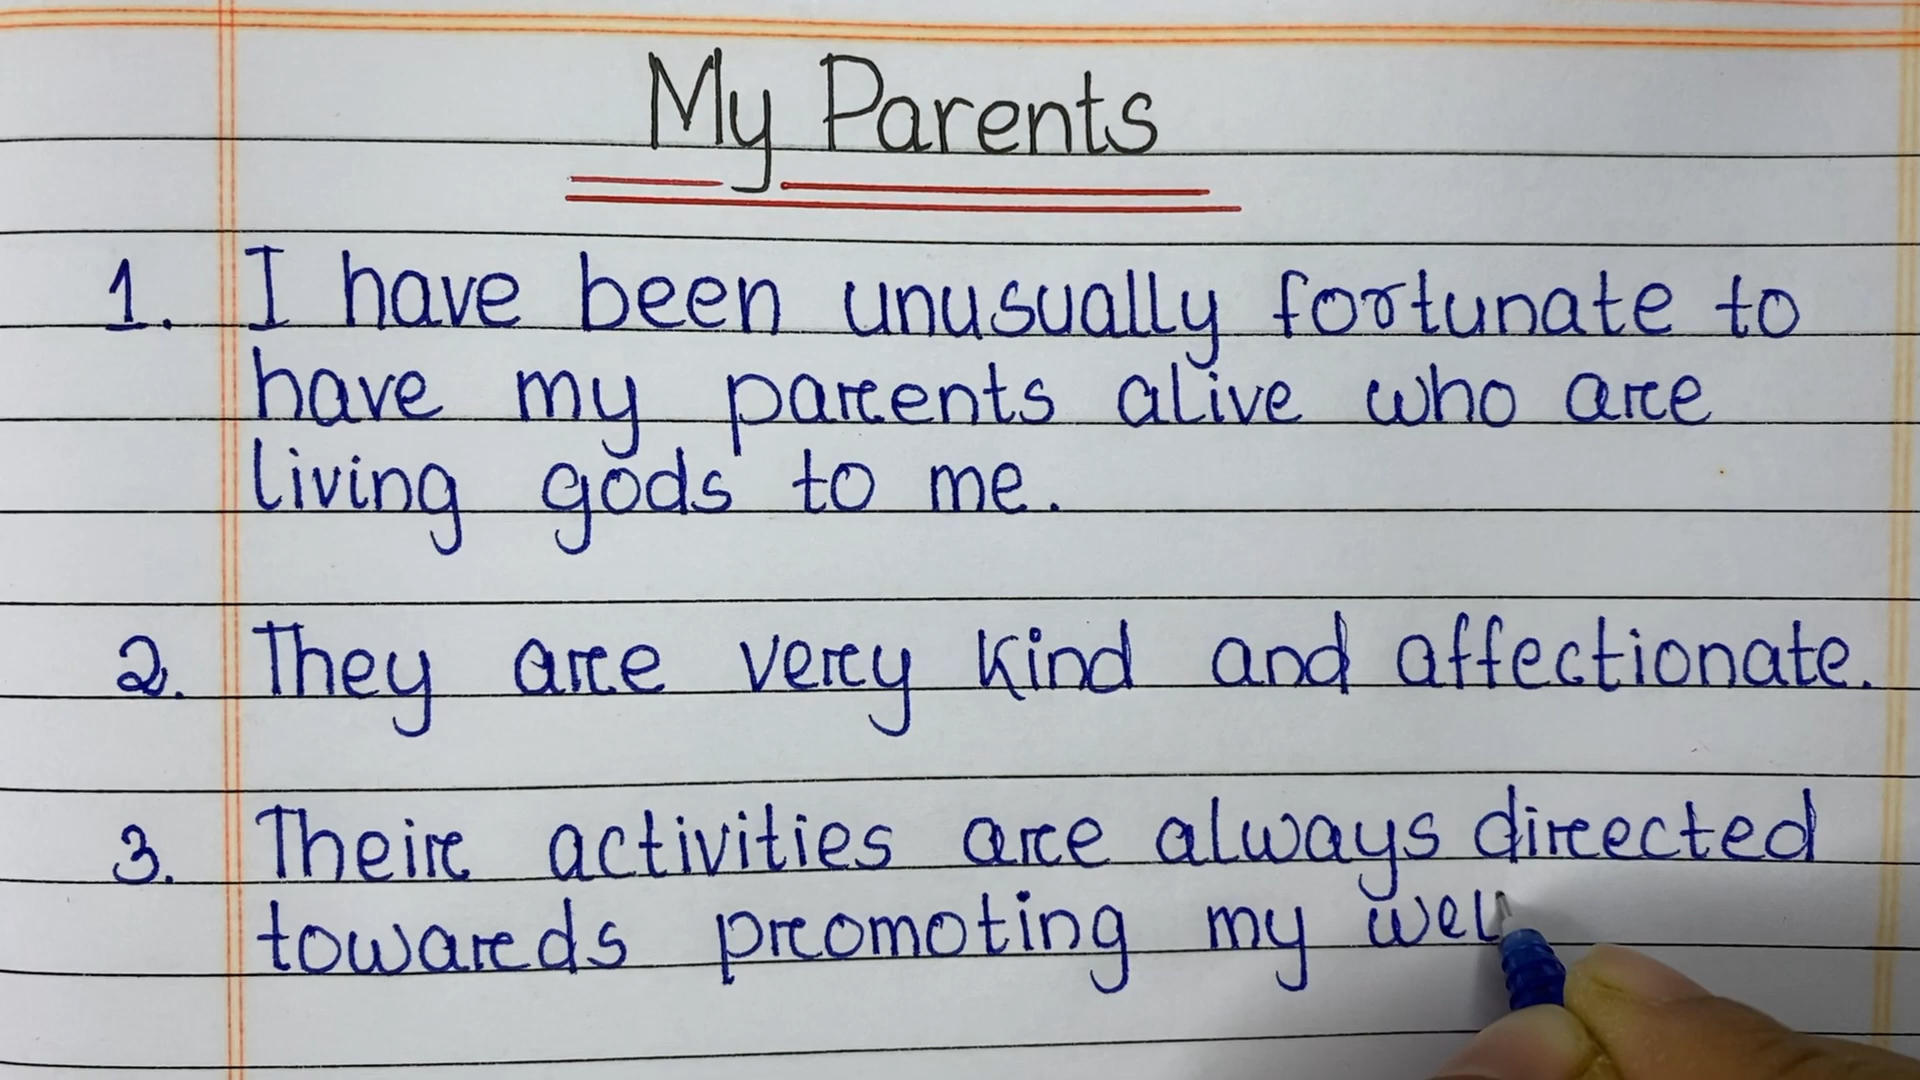 My Parents
1. I have been unusually fortunate to
have my parents alive who are
living gods to me.
2. They are very kind and affectionate.
3. Their activities are always directed
towards promoting my wel